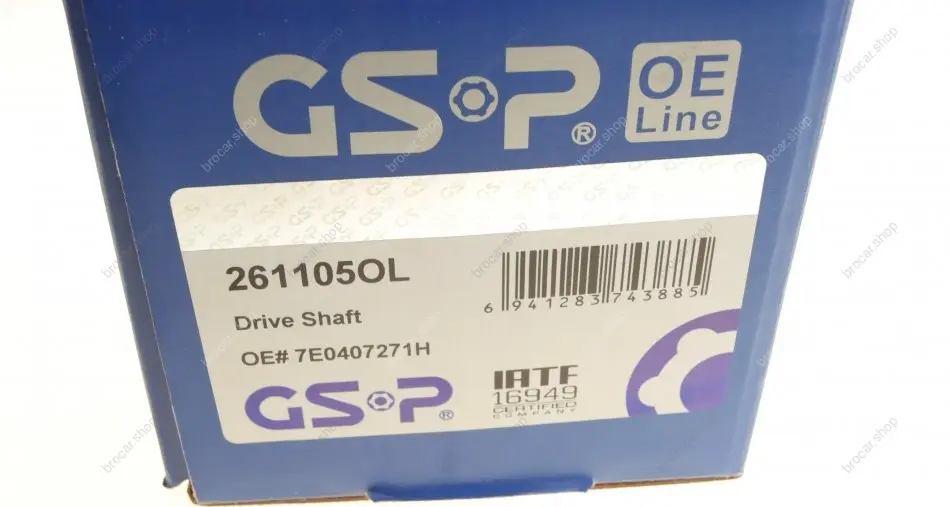 GSP®
OE
Line
261105OL
Drive Shaft
OE# 7E0407271H
6 941283 743885
GSP®
IATF
16949
CERTIFIED
COMPANY
brocar.shop